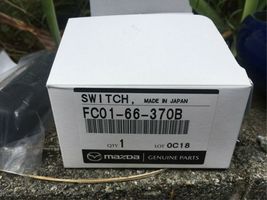 SWITCH, MADE IN JAPAN
FC01-66-370B
QTY 1 LOT 0C18
mazda GENUINE PARTS